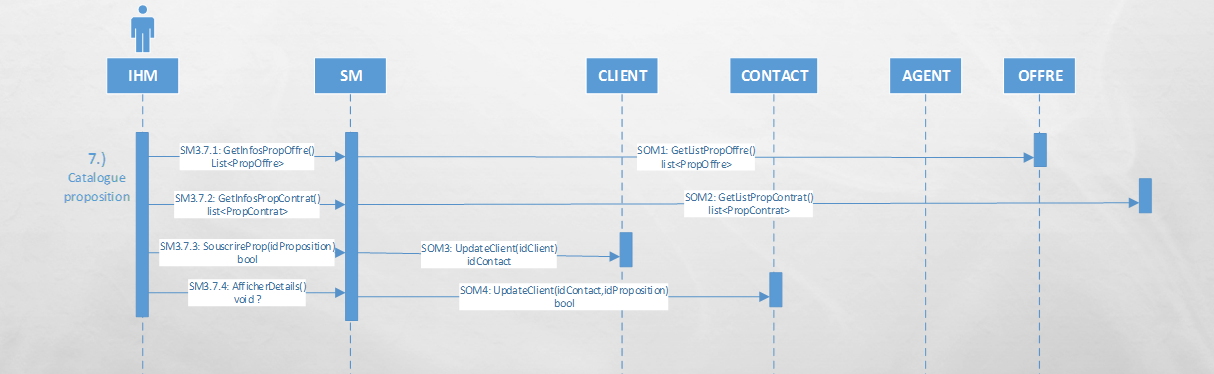 IHM
SM
CLIENT
CONTACT
AGENT
OFFRE
7.)
Catalogue
proposition
SM3.7.1: GetInfosPropOffre()
List<PropOffre>
SOM1: GetListPropOffre()
list<PropOffre>
SM3.7.2: GetInfosPropContrat()
list<PropContrat>
SOM2: GetListPropContrat()
list<PropContrat>
SM3.7.3: SouscrireProp(idProposition)
bool
SOM3: UpdateClient(idClient)
idContact
SM3.7.4: AfficherDetails()
void ?
SOM4: UpdateClient(idContact,idProposition)
bool